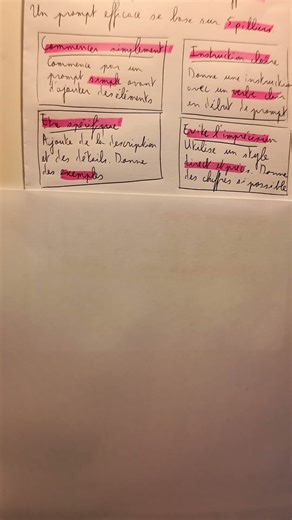 Un prompt efficace se base sur 5 piliers
Commencer simplement
Commence par un
prompt simple avant
d'ajouter des éléments
Instruction claire
Donne une instruction
avec un verbe clair
en début de prompt
Être spécifique
Ajoute de la description
et des détails. Donne
des exemples
Evite l'imprécision
Utilise un style
direct et précis. Donne
des chiffres si possible